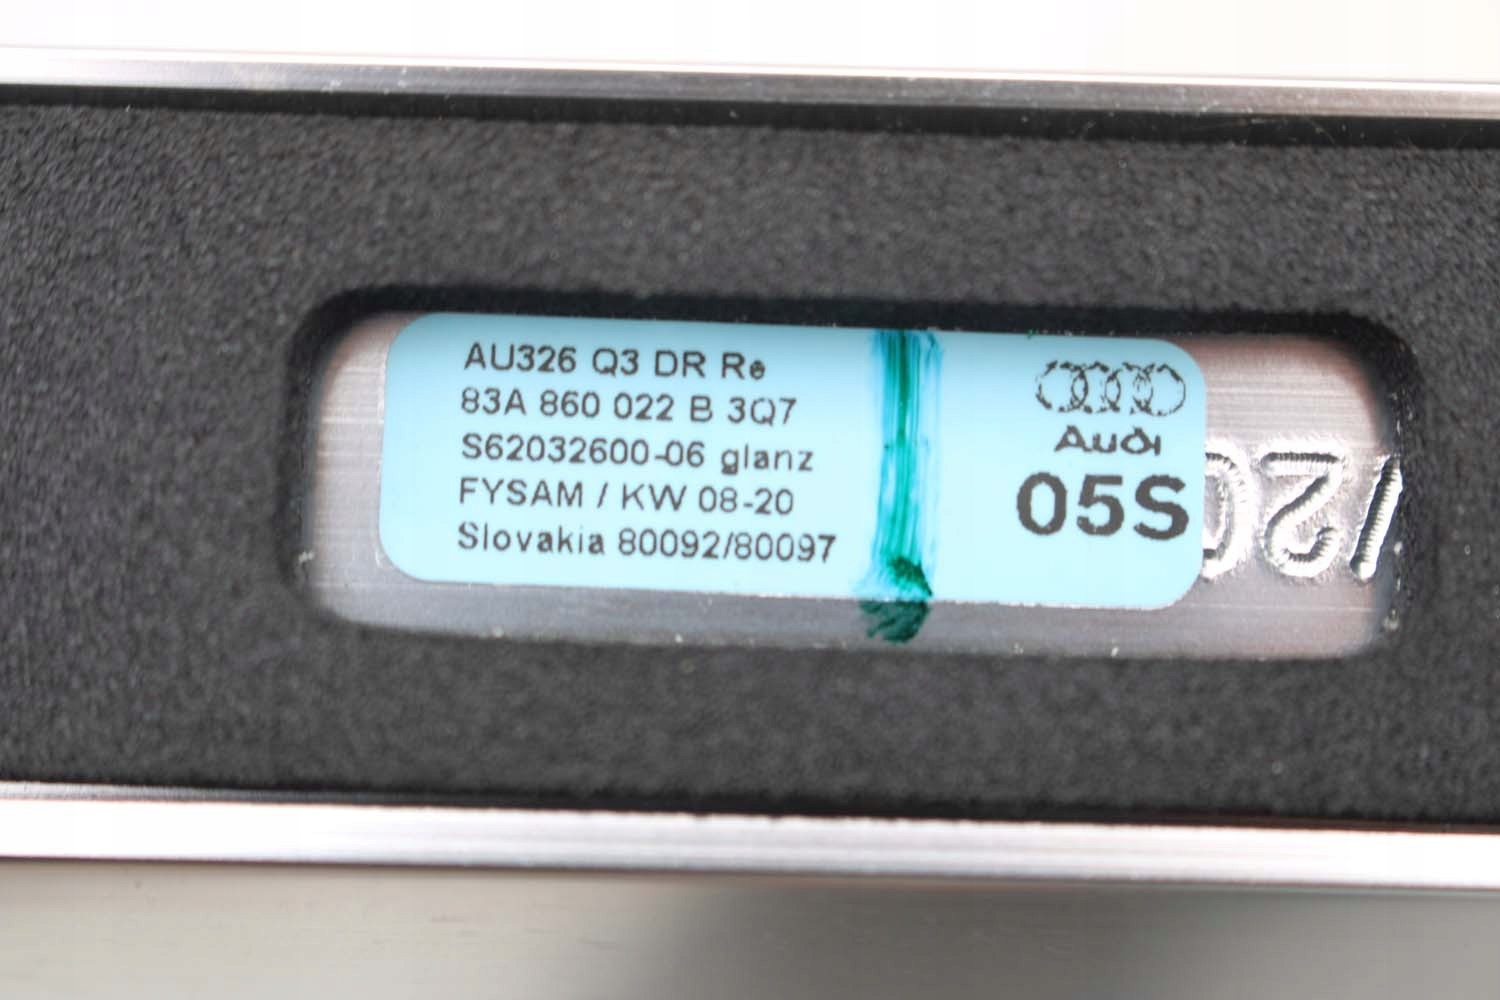 AU326 Q3 DR Re
83A 860 022 B 3Q7
S62032600-06 glanz
FYSAM / KW 08-20
Slovakia 80092/80097
Audi
05S
/20